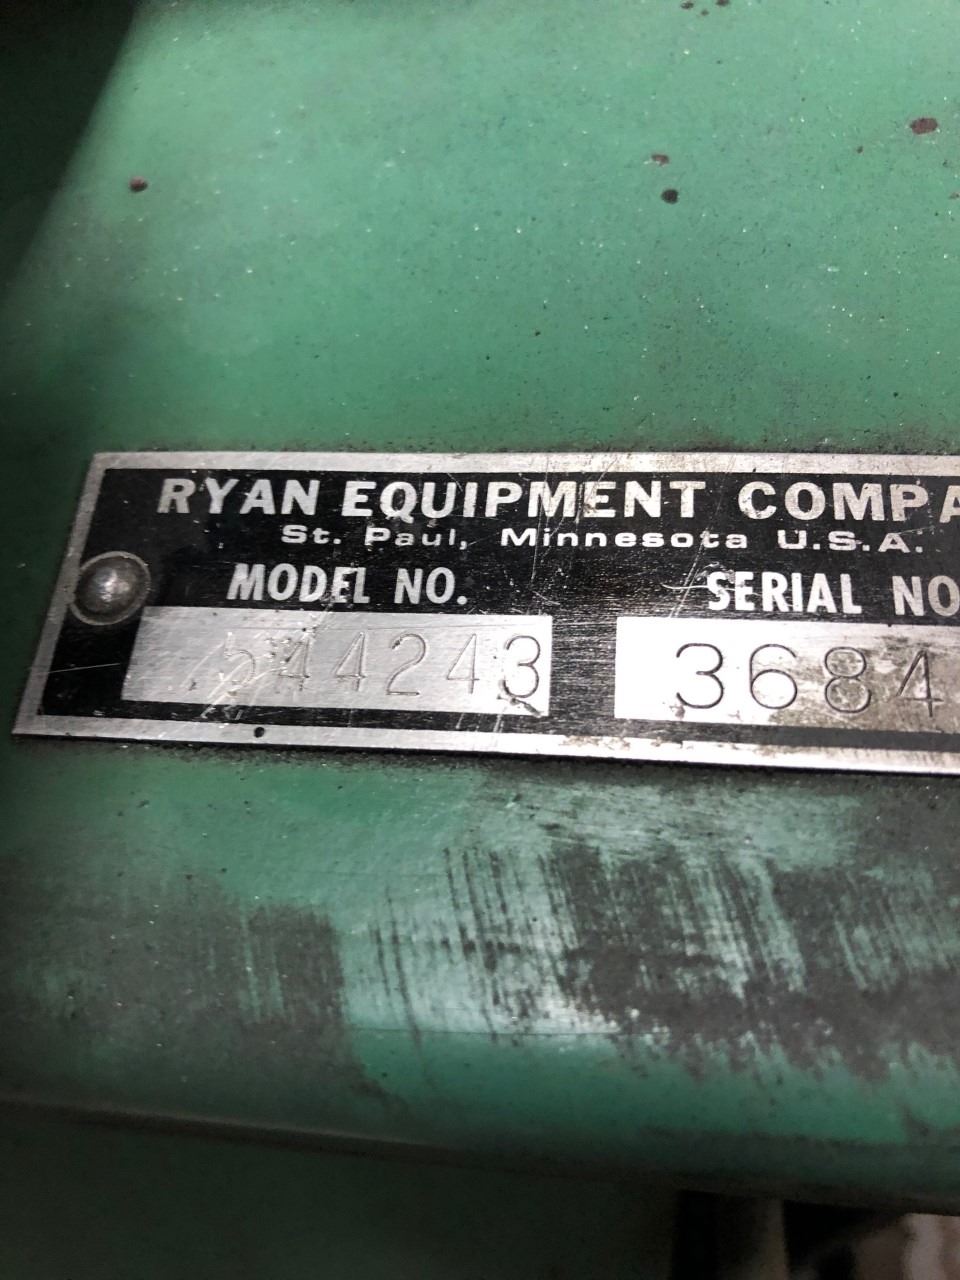 RYAN EQUIPMENT COMPA
St. Paul, Minnesota U.S.A.
MODEL NO. SERIAL NO
544243 3684